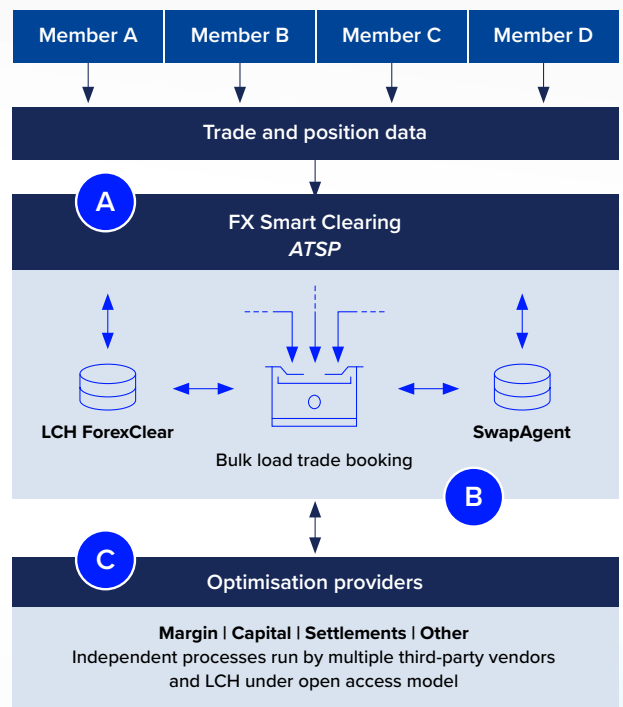 Member A
Member B
Member C
Member D
Trade and position data
A
FX Smart Clearing
ATSP
LCH ForexClear
SwapAgent
Bulk load trade booking
B
C
Optimisation providers
Margin | Capital | Settlements | Other
Independent processes run by multiple third-party vendors
and LCH under open access model